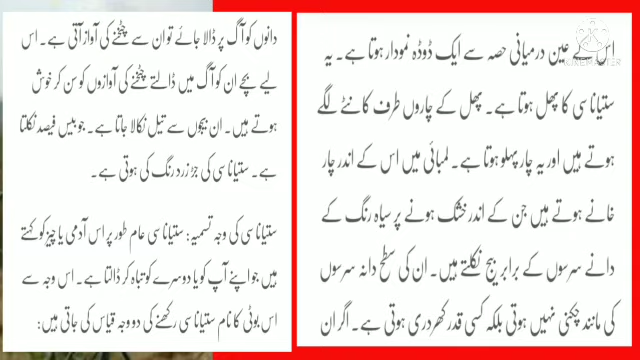 اس کے عین درمیانی حصہ سے ایک ڈوڈہ نمودار ہوتا ہے۔ یہ
ستیاناسی کا پھل ہوتا ہے۔ پھل کے چاروں طرف کانٹے لگے
ہوتے ہیں اور یہ چار پہلو ہوتا ہے۔ لمبائی میں اس کے اندر چار
خانے ہوتے ہیں جن کے اندر خشک ہونے پر سیاہ رنگ کے
دانے سرسوں کے برابر بیج نکلتے ہیں۔ ان کی سطح دانہ سرسوں
کی مانند چکنی نہیں ہوتی بلکہ کسی قدر کھردری ہوتی ہے۔ اگر ان
دانوں کو آگ پر ڈالا جائے تو ان سے چٹخنے کی آواز آتی ہے۔ اس
لیے بچے ان کو آگ میں ڈالتے چٹخنے کی آوازوں کو سن کر خوش
ہوتے ہیں۔ ان بیجوں سے تیل نکالا جاتا ہے۔ جو بیس فیصد نکلتا
ہے۔ ستیاناسی کی جڑ زرد رنگ کی ہوتی ہے۔
ستیاناسی کی وجہ تسمیہ: ستیاناسی عام طور پر اس آدمی یا چیز کو کہتے
ہیں جو اپنے آپ کو یا دوسرے کو تباہ کر ڈالتا ہے۔ اس وجہ سے
اس بوٹی کا نام ستیاناسی رکھنے کی دو وجہ قیاس کی جاتی ہیں: